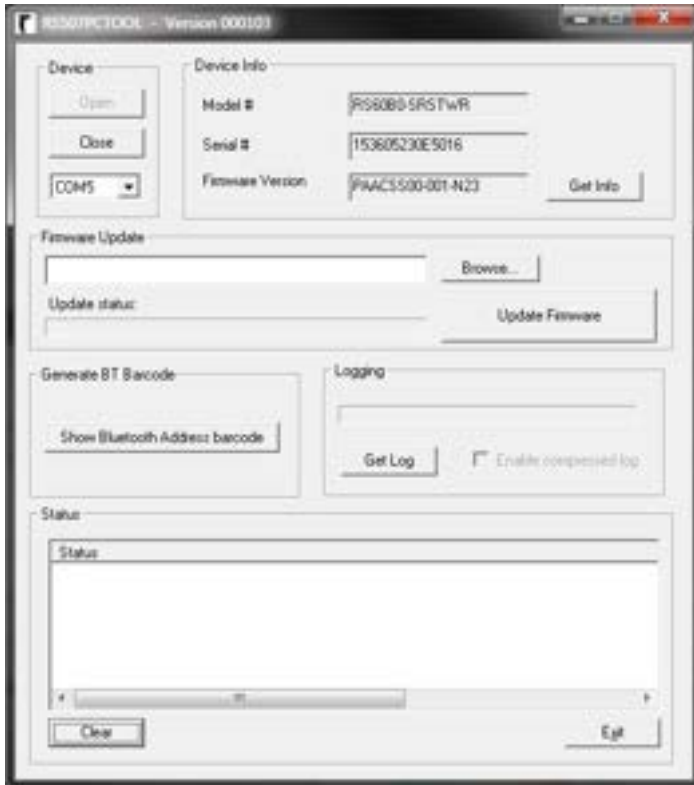 RS507PCTOOL - Version 000103
Device
Open
Close
COM5
Device Info
Model #
RS60B0-SRSTWR
Serial #
153605230E5016
Firmware Version
PAACSS00-001-N23
Get Info
Firmware Update
Browse...
Update status:
Update Firmware
Generate BT Barcode
Show Bluetooth Address barcode
Logging
Get Log
Enable compressed log
Status
Status
Clear
Exit